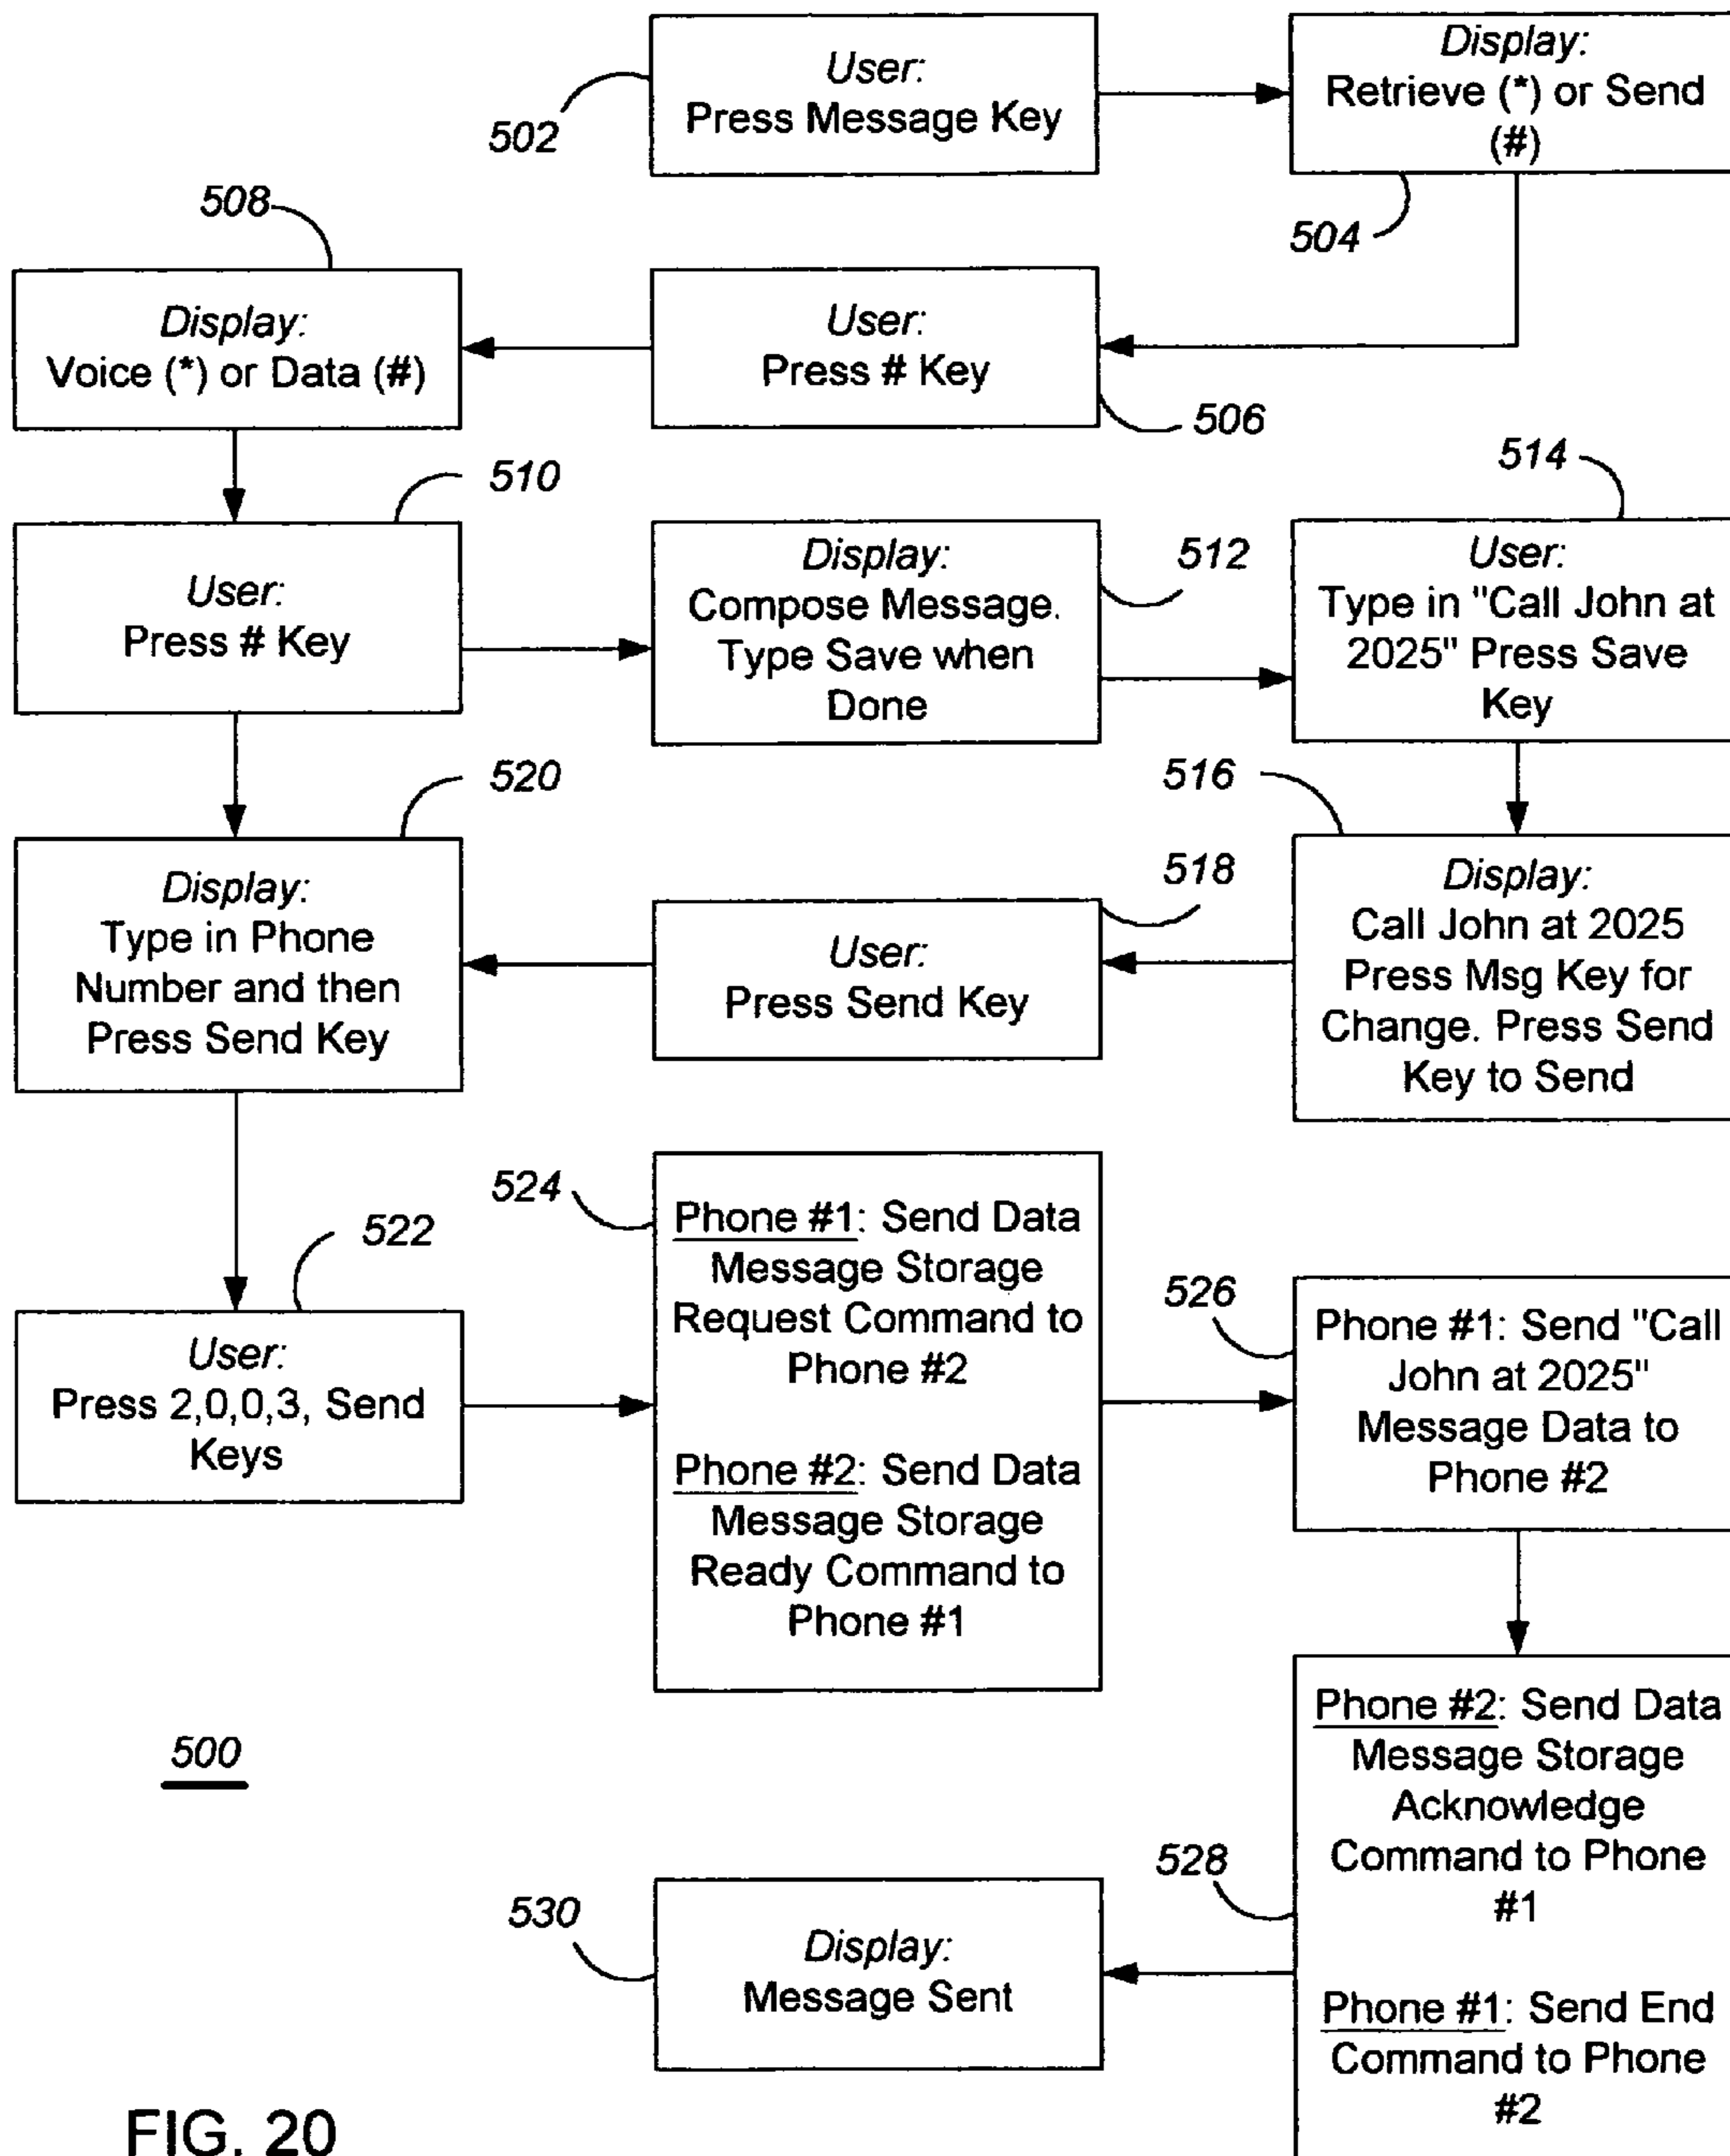 502
User:
Press Message Key
Display:
Retrieve (*) or Send
(#)
504
508
Display:
Voice (*) or Data (#)
User:
Press # Key
506
510
User:
Press # Key
512
Display:
Compose Message.
Type Save when
Done
514
User:
Type in "Call John at
2025" Press Save
Key
516
Display:
Call John at 2025
Press Msg Key for
Change. Press Send
Key to Send
518
User:
Press Send Key
520
Display:
Type in Phone
Number and then
Press Send Key
522
User:
Press 2,0,0,3, Send
Keys
524
Phone #1: Send Data
Message Storage
Request Command to
Phone #2
Phone #2: Send Data
Message Storage
Ready Command to
Phone #1
526
Phone #1: Send "Call
John at 2025"
Message Data to
Phone #2
528
Phone #2: Send Data
Message Storage
Acknowledge
Command to Phone
#1
Phone #1: Send End
Command to Phone
#2
530
Display:
Message Sent
500
FIG. 20